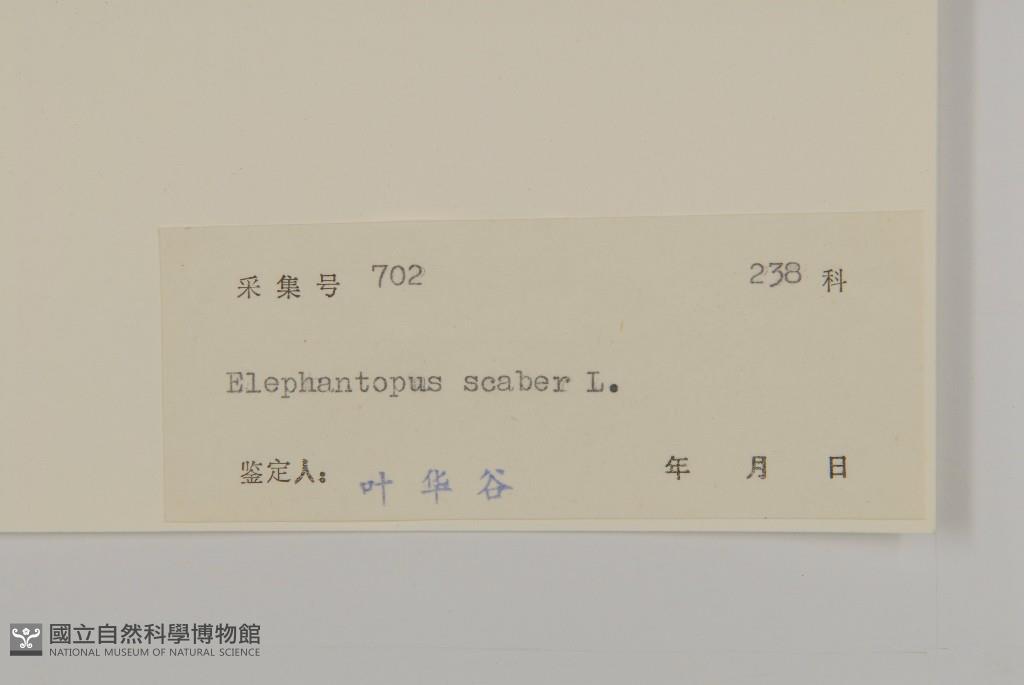 采集号 702 238 科
Elephantopus scaber L.
鉴定人: 叶华谷 年 月 日
國立自然科學博物館
NATIONAL MUSEUM OF NATURAL SCIENCE